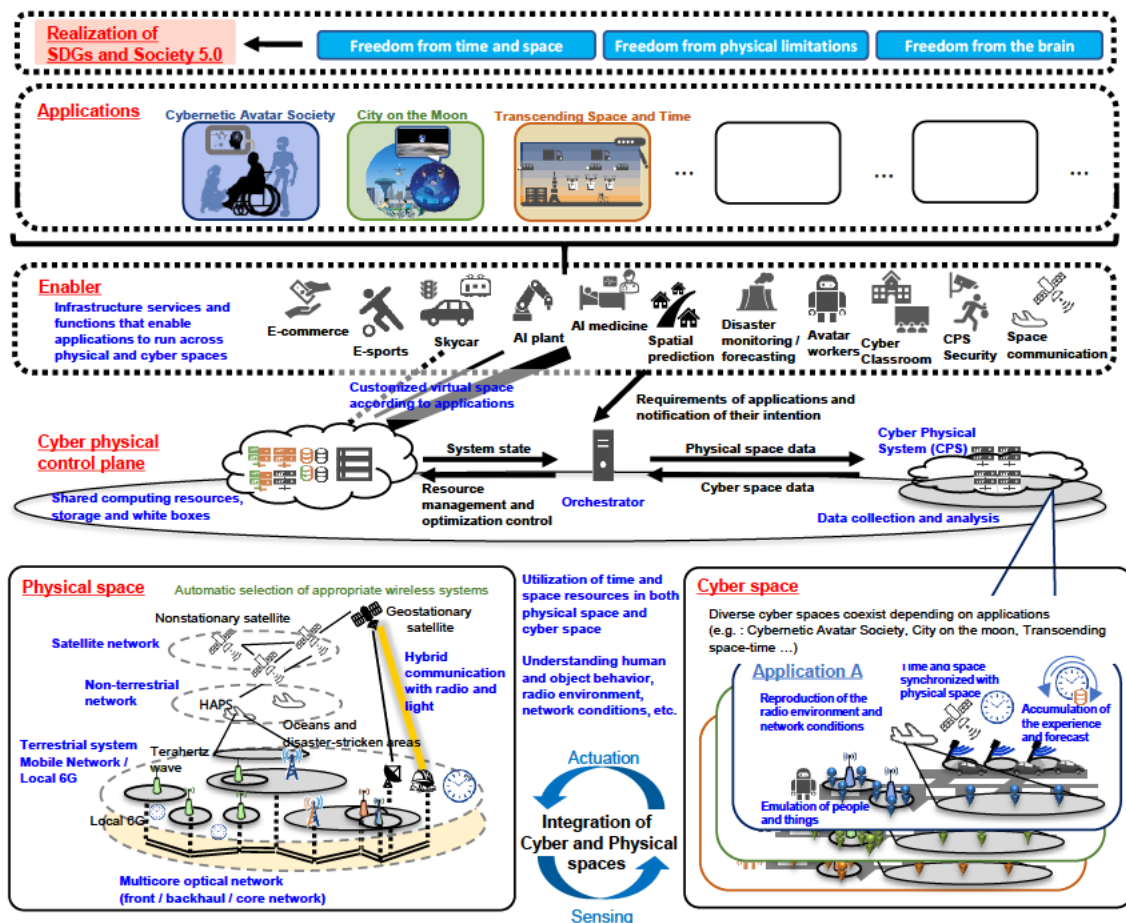 Realization of
SDGs and Society 5.0
Freedom from time and space
Freedom from physical limitations
Freedom from the brain
Applications
Cybernetic Avatar Society
City on the Moon
Transcending Space and Time
...
...
...
Enabler
Infrastructure services and
functions that enable
applications to run across
physical and cyber spaces
E-commerce
E-sports
Skycar
AI plant
AI medicine
Spatial
prediction
Disaster
monitoring /
forecasting
Avatar
workers
Cyber
Classroom
CPS
Security
Space
communication
Customized virtual space
according to applications
Requirements of applications and
notification of their intention
Cyber physical
control plane
System state
Physical space data
Cyber Physical
System (CPS)
Resource
management and
optimization control
Orchestrator
Cyber space data
Shared computing resources,
storage and white boxes
Data collection and analysis
Physical space
Automatic selection of appropriate wireless systems
Nonstationary satellite
Geostationary
satellite
Satellite network
Hybrid
communication
with radio and
light
Non-terrestrial
network
HAPS
Oceans and
disaster-stricken areas
Terrestrial system
Mobile Network /
Local 6G
Terahertz
wave
Local 6G
Multicore optical network
(front / backhaul / core network)
Utilization of time and
space resources in both
physical space and
cyber space
Understanding human
and object behavior,
radio environment,
network conditions, etc.
Actuation
Integration of
Cyber and Physical
spaces
Sensing
Cyber space
Diverse cyber spaces coexist depending on applications
(e.g. : Cybernetic Avatar Society, City on the moon, Transcending
space-time ...)
Application A
Time and space
synchronized with
physical space
Reproduction of the
radio environment and
network conditions
Accumulation of
the experience
and forecast
Emulation of people
and things